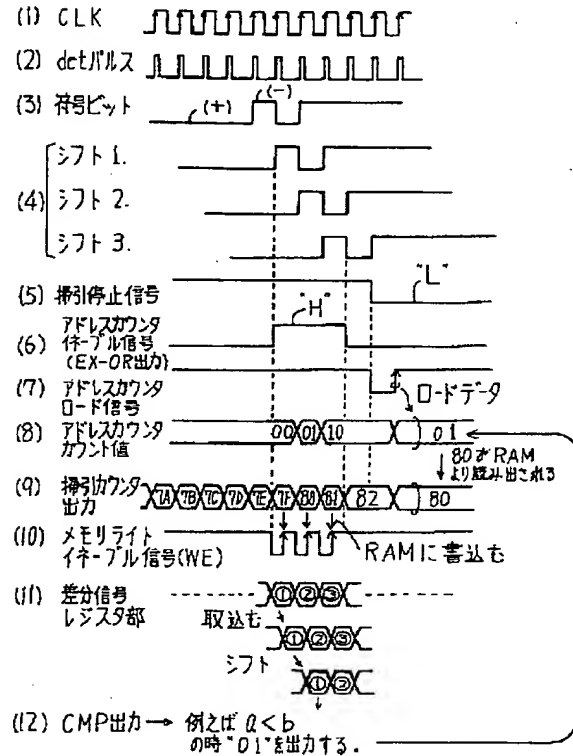 (1) CLK
(2) detパルス
(3) 符号ビット
(+)
(-)
(4)
シフト 1.
シフト 2.
シフト 3.
(5) 掃引停止信号
"L"
(6) アドレスカウンタ
イネーブル信号
(EX-OR出力)
"H"
(7) アドレスカウンタ
ロード信号
ロードデータ
(8) アドレスカウンタ
カウント値
00 01 10 01
80がRAM
より読み出される
(9) 掃引カウンタ
出力
7A 7B 7C 7D 7E 7F 80 81 82 80
(10) メモリライト
イネーブル信号(WE)
RAMに書込む
(11) 差分信号
レジスタ部
① ② ③
取込む
① ② ③
シフト
① ②
(12) CMP出力→ 例えば a<b
の時"01"を出力する.